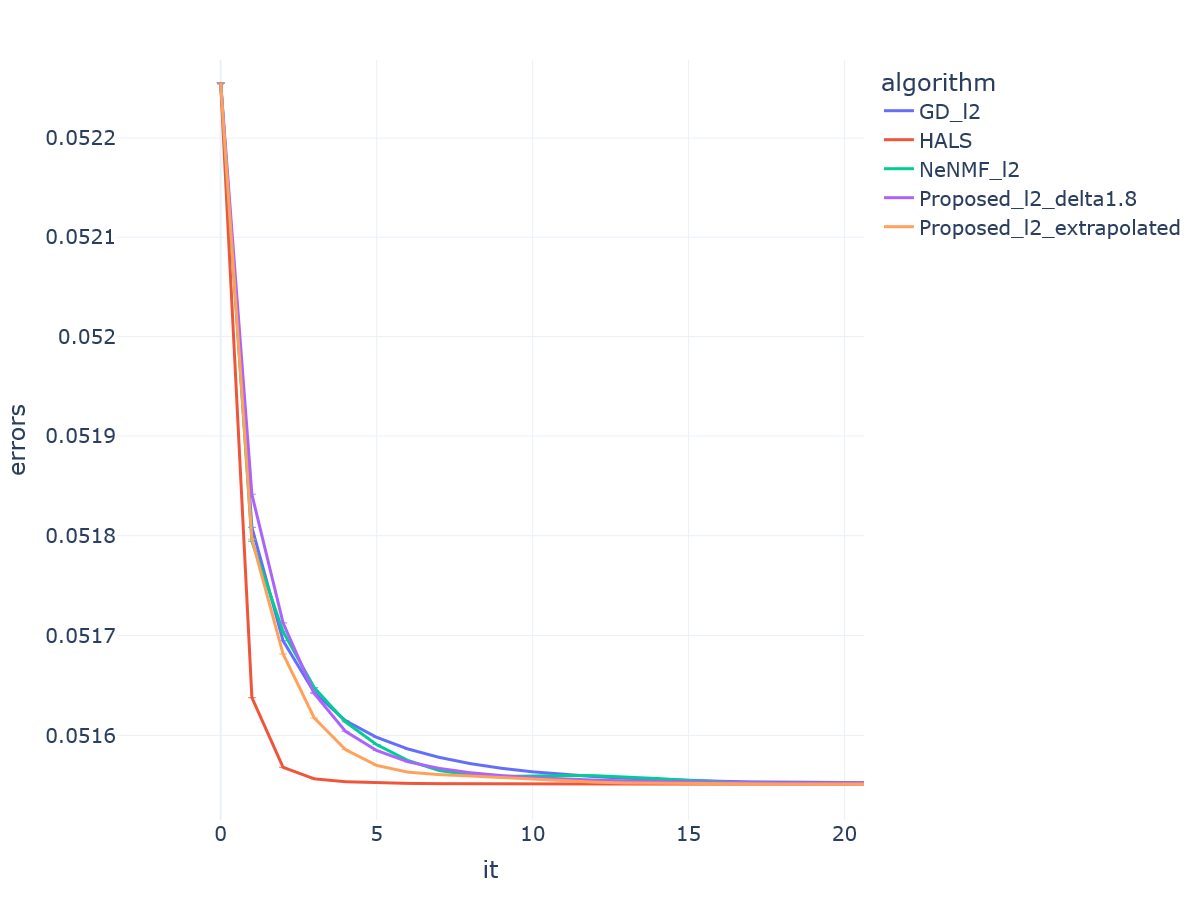 algorithm
GD_l2
HALS
NeNMF_l2
Proposed_l2_delta1.8
Proposed_l2_extrapolated
0.0522
0.0521
0.052
0.0519
0.0518
0.0517
0.0516
errors
0 5 10 15 20
it